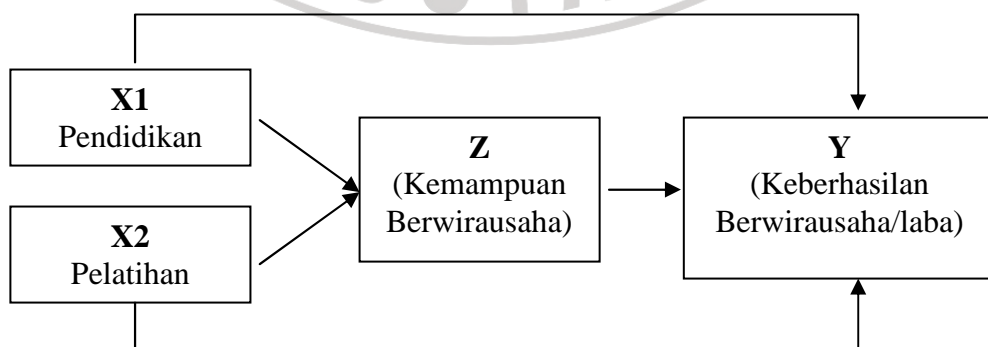 X1
Pendidikan
Z
(Kemampuan
Berwirausaha)
Y
(Keberhasilan
Berwirausaha/laba)
X2
Pelatihan